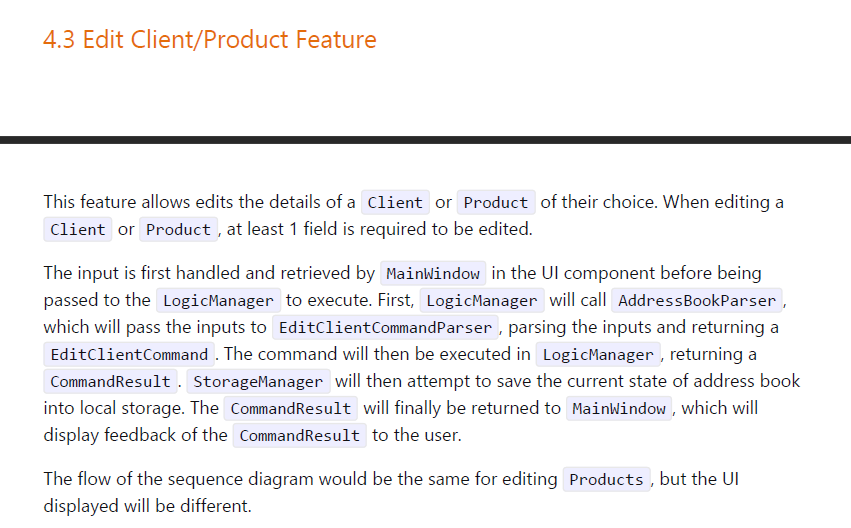 4.3 Edit Client/Product Feature
This feature allows edits the details of a Client or Product of their choice. When editing a
Client or Product, at least 1 field is required to be edited.
The input is first handled and retrieved by MainWindow in the UI component before being
passed to the LogicManager to execute. First, LogicManager will call AddressBookParser,
which will pass the inputs to EditClientCommandParser, parsing the inputs and returning a
EditClientCommand. The command will then be executed in LogicManager, returning a
CommandResult. StorageManager will then attempt to save the current state of address book
into local storage. The CommandResult will finally be returned to MainWindow, which will
display feedback of the CommandResult to the user.
The flow of the sequence diagram would be the same for editing Products, but the UI
displayed will be different.